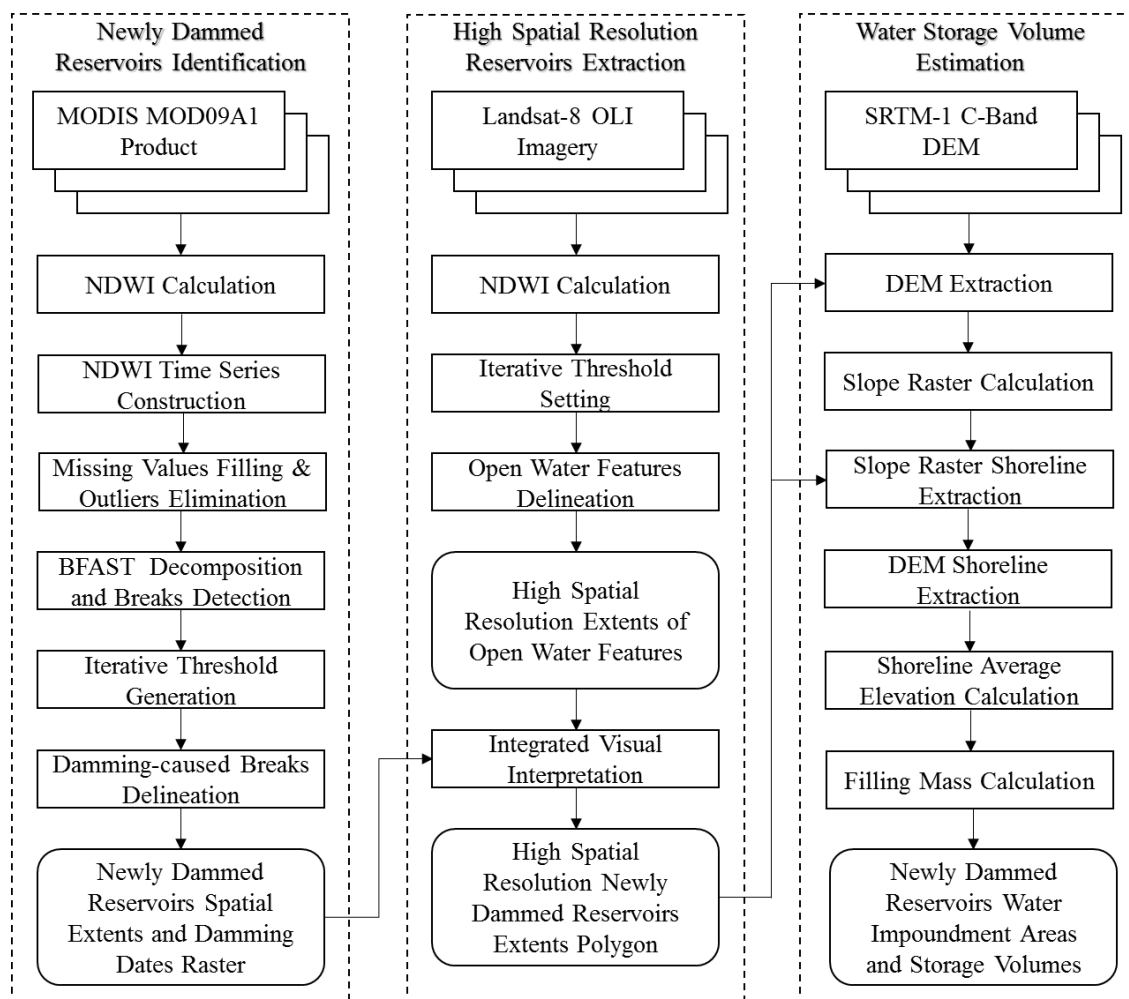 Newly Dammed
Reservoirs Identification
MODIS MOD09A1
Product
NDWI Calculation
NDWI Time Series
Construction
Missing Values Filling &
Outliers Elimination
BFAST Decomposition
and Breaks Detection
Iterative Threshold
Generation
Damming-caused Breaks
Delineation
Newly Dammed
Reservoirs Spatial
Extents and Damming
Dates Raster
High Spatial Resolution
Reservoirs Extraction
Landsat-8 OLI
Imagery
NDWI Calculation
Iterative Threshold
Setting
Open Water Features
Delineation
High Spatial
Resolution Extents of
Open Water Features
Integrated Visual
Interpretation
High Spatial
Resolution Newly
Dammed Reservoirs
Extents Polygon
Water Storage Volume
Estimation
SRTM-1 C-Band
DEM
DEM Extraction
Slope Raster Calculation
Slope Raster Shoreline
Extraction
DEM Shoreline
Extraction
Shoreline Average
Elevation Calculation
Filling Mass Calculation
Newly Dammed
Reservoirs Water
Impoundment Areas
and Storage Volumes